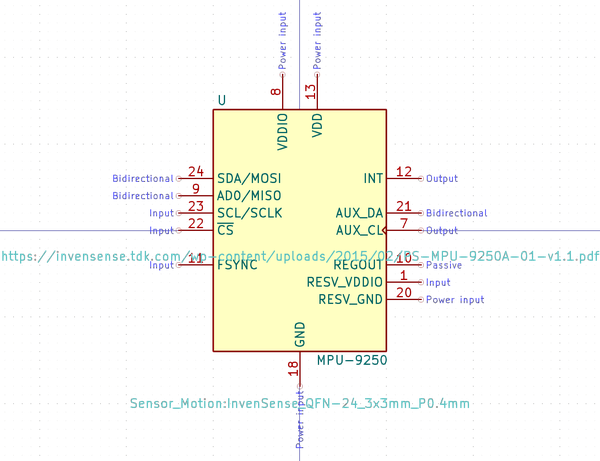 Power input
Power input
8
13
U
VDDIO
VDD
Bidirectional 24 SDA/MOSI INT 12 Output
Bidirectional 9 AD0/MISO
Input 23 SCL/SCLK AUX_DA 21 Bidirectional
Input 22 CS AUX_CL 7 Output
https://invensense.tdk.com/wp-content/uploads/2015/02/DS-MPU-9250A-01-v1.1.pdf
Input 11 FSYNC REGOUT 10 Passive
RESV_VDDIO 1 Input
RESV_GND 20 Power input
GND
MPU-9250
18
Sensor_Motion:InvenSense_QFN-24_3x3mm_P0.4mm
Power input